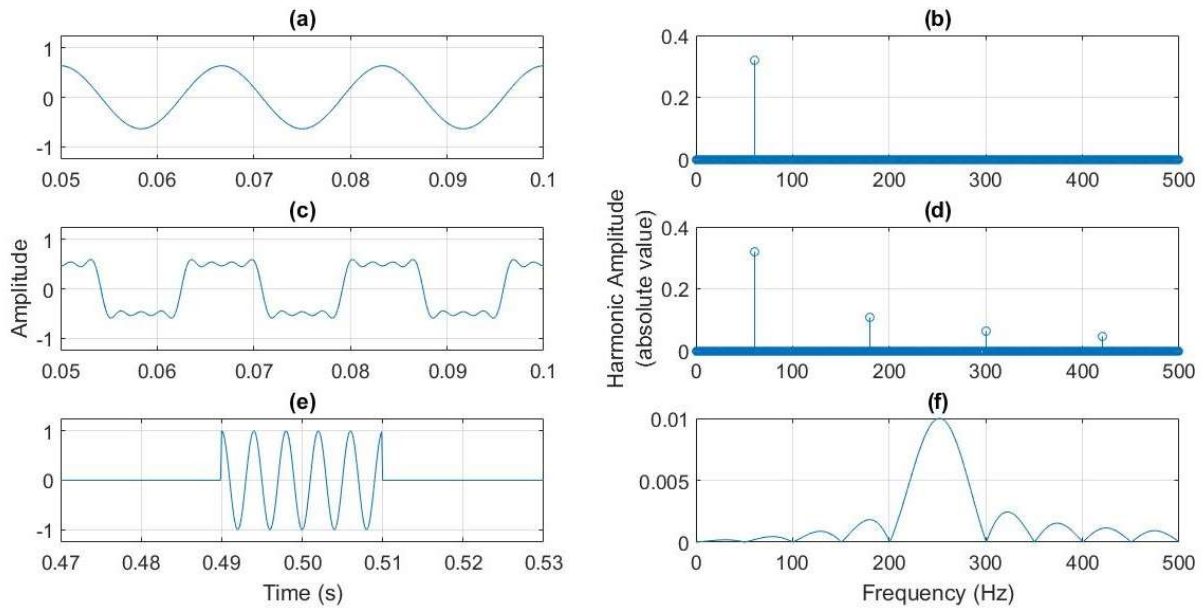 (a)
1
0
-1
0.05 0.06 0.07 0.08 0.09 0.1
(b)
0.4
0.2
0
0 100 200 300 400 500
(c)
1
0
-1
0.05 0.06 0.07 0.08 0.09 0.1
Amplitude
(d)
0.4
0.2
0
0 100 200 300 400 500
Harmonic Amplitude
(absolute value)
(e)
1
0
-1
0.47 0.48 0.49 0.50 0.51 0.52 0.53
Time (s)
(f)
0.01
0.005
0
0 100 200 300 400 500
Frequency (Hz)